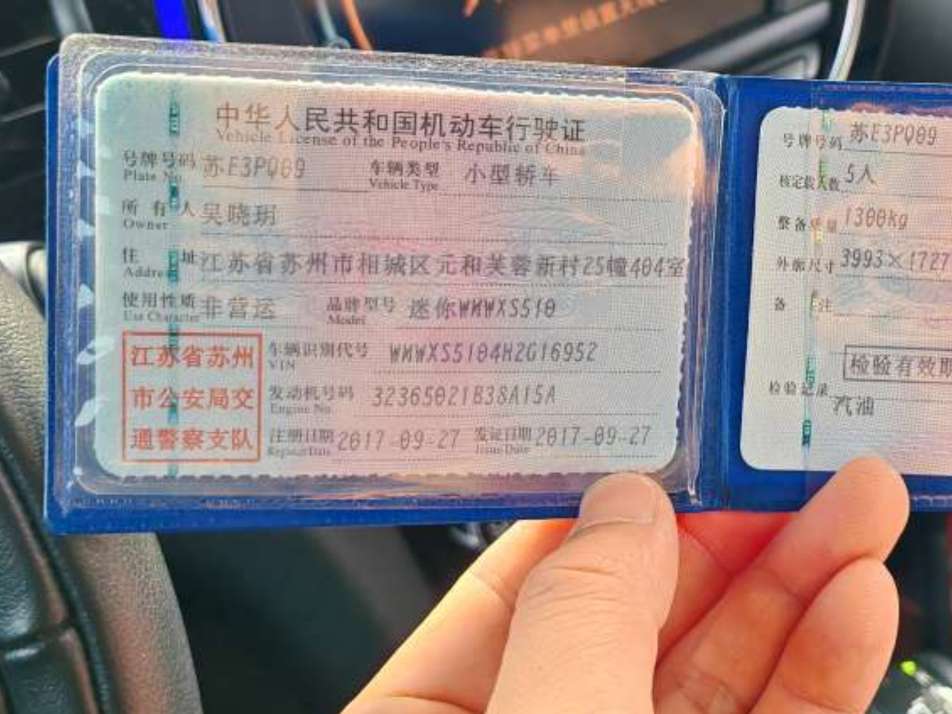 中华人民共和国机动车行驶证
Vehicle License of the People's Republic of China
号牌号码 苏E3PQ09 车辆类型 小型轿车
Plate No. Vehicle Type
所有人 吴晓玥
Owner
住址 江苏省苏州市相城区元和芙蓉新村25幢404室
Address
使用性质 非营运 品牌型号 迷你WMWXS510
Use Character Model
江苏省苏州
市公安局交
通警察支队
车辆识别代号 WMWXS5104H2G16952
VIN
发动机号码 32365021B38A15A
Engine No.
注册日期 2017-09-27 发证日期 2017-09-27
Register Date Issue Date
号牌号码 苏E3PQ09
核定载人数 5人
整备质量 1300kg
外廓尺寸 3993×1727
备注
检验有效期
检验记录
汽油